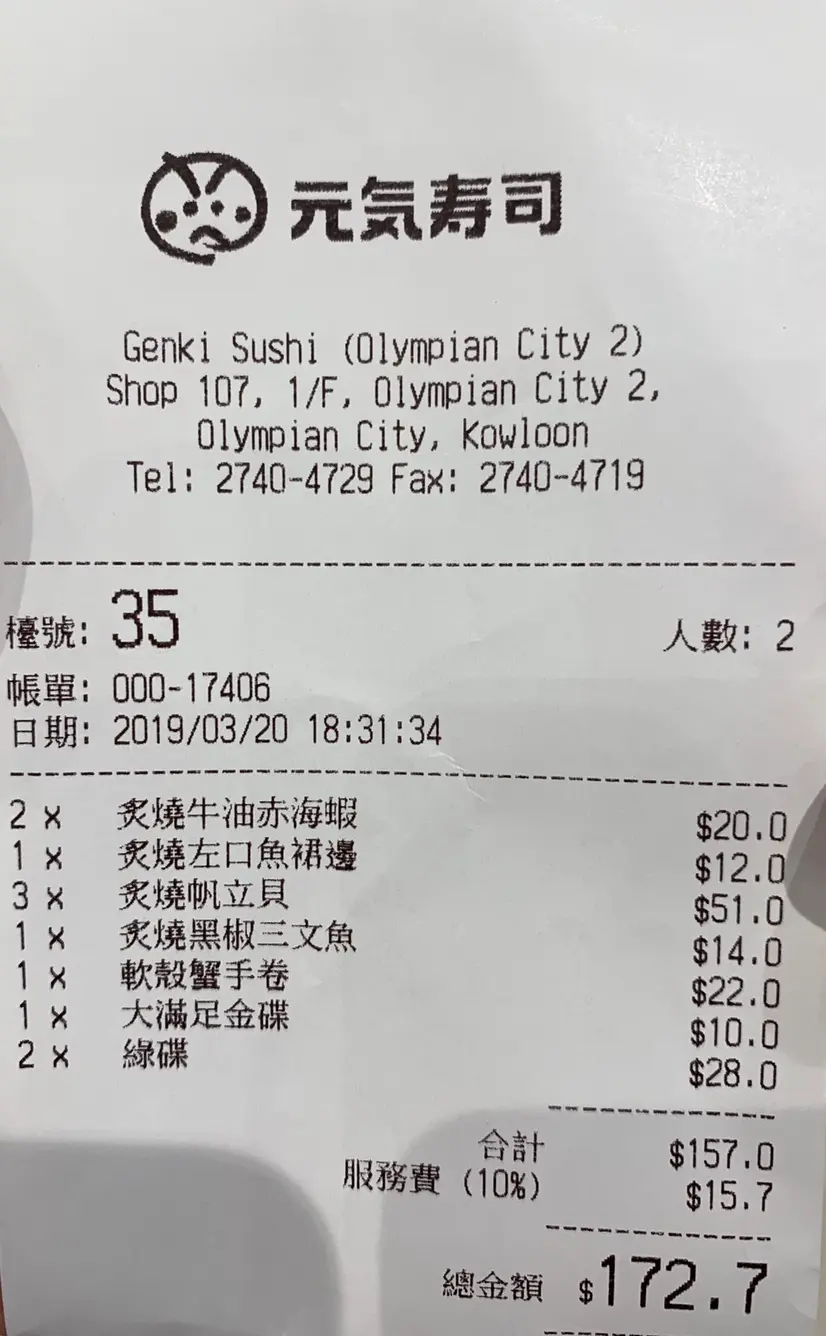 元気寿司
Genki Sushi (Olympian City 2)
Shop 107, 1/F, Olympian City 2,
Olympian City, Kowloon
Tel: 2740-4729 Fax: 2740-4719
檯號: 35 人數: 2
帳單: 000-17406
日期: 2019/03/20 18:31:34
2 x 炙燒牛油赤海蝦 $20.0
1 x 炙燒左口魚裙邊 $12.0
3 x 炙燒帆立貝 $51.0
1 x 炙燒黑椒三文魚 $14.0
1 x 軟殼蟹手卷 $22.0
1 x 大滿足金碟 $10.0
2 x 綠碟 $28.0
合計 $157.0
服務費 (10%) $15.7
總金額 $172.7